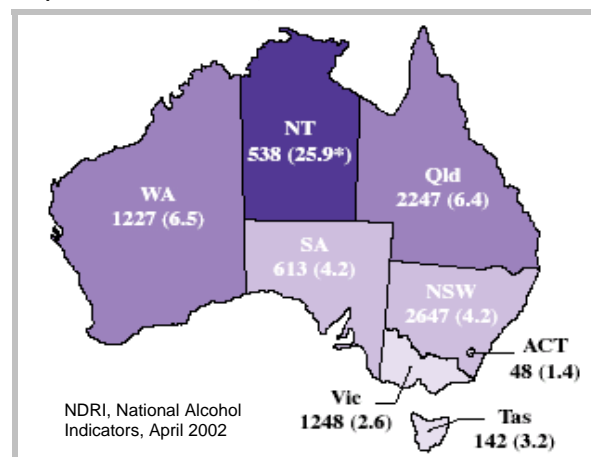 NT
538 (25.9*)
WA
1227 (6.5)
Qld
2247 (6.4)
SA
613 (4.2)
NSW
2647 (4.2)
ACT
48 (1.4)
Vic
1248 (2.6)
Tas
142 (3.2)
NDRI, National Alcohol
Indicators, April 2002